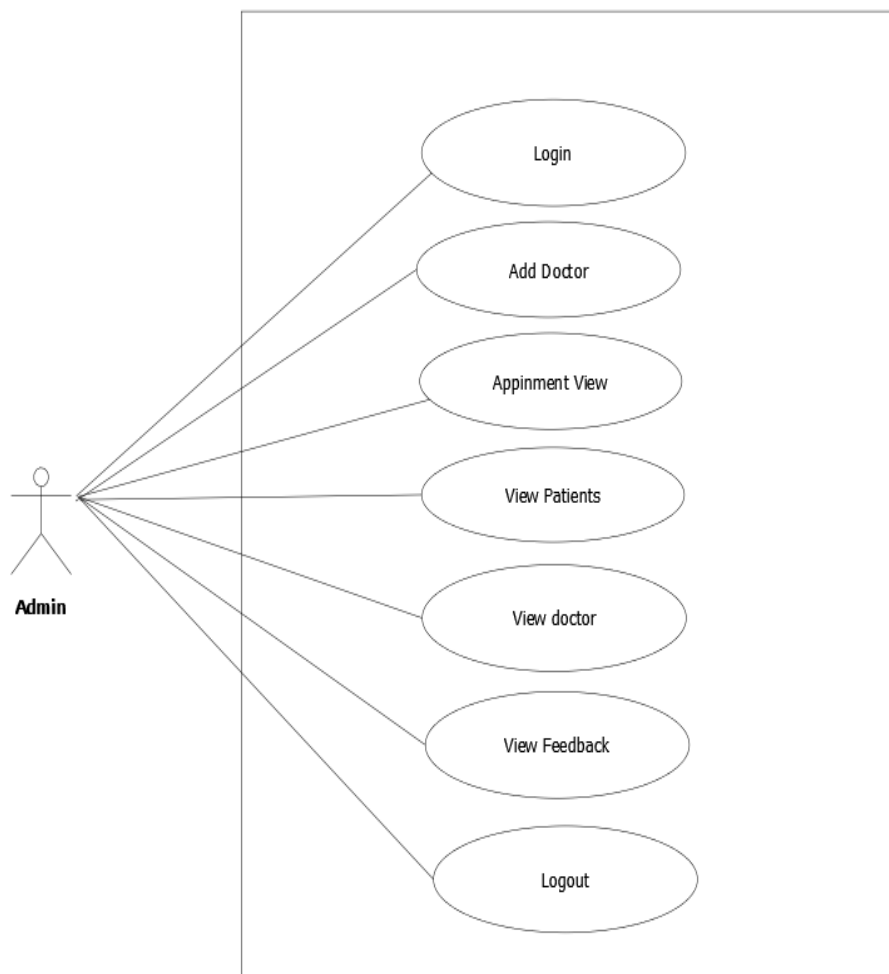 Login
Add Doctor
Appinment View
View Patients
View doctor
View Feedback
Logout
Admin